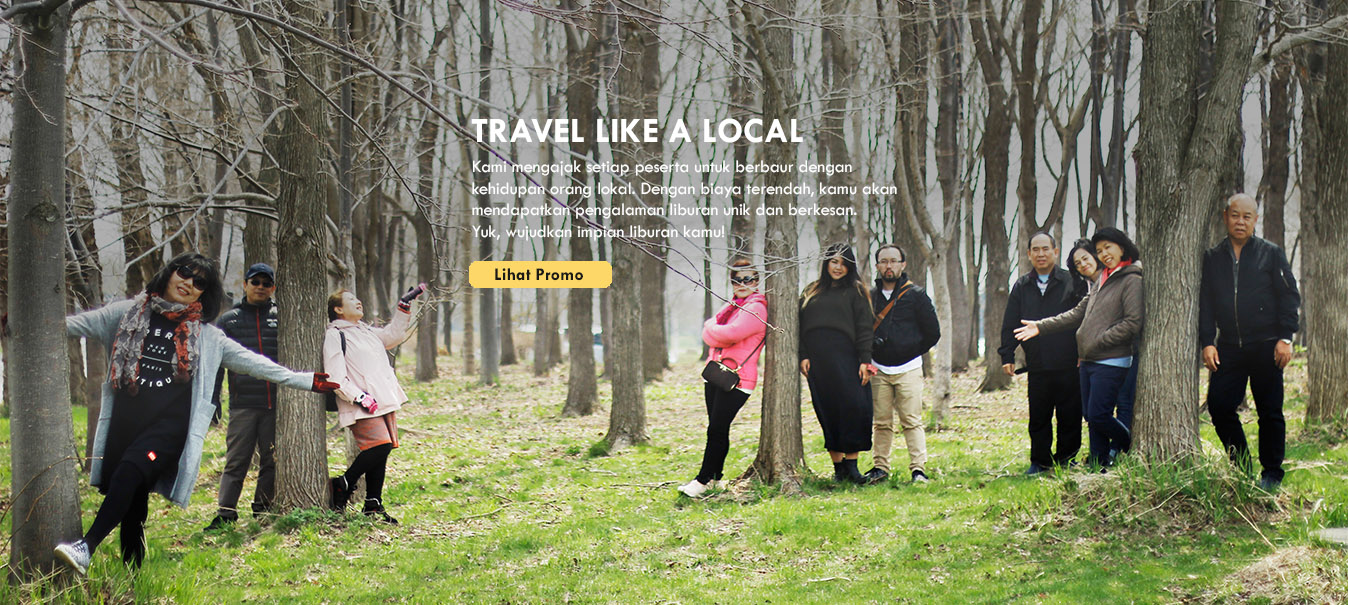 TRAVEL LIKE A LOCAL
Kami mengajak setiap peserta untuk berbaur dengan
kehidupan orang lokal. Dengan biaya terendah, kamu akan
mendapatkan pengalaman liburan unik dan berkesan.
Yuk, wujudkan impian liburan kamu!
Lihat Promo